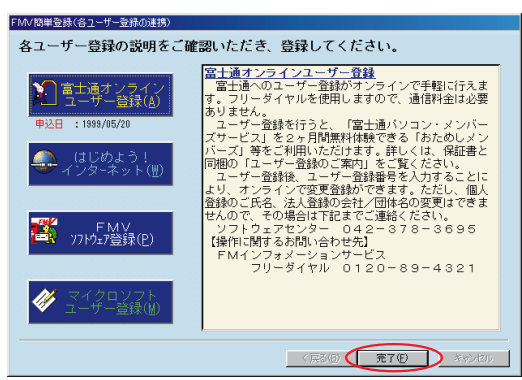 FMV簡単登録(各ユーザー登録の連携)
各ユーザー登録の説明をご確認いただき、登録してください。
富士通オンライン
ユーザー登録(A)
申込日 ：1999/05/20
はじめよう！
インターネット(W)
FMV
ソフトウェア登録(P)
マイクロソフト
ユーザー登録(M)
富士通オンラインユーザー登録
富士通へのユーザー登録がオンラインで手軽に行えま
す。フリーダイヤルを使用しますので、通信料金は必要
ありません。
ユーザー登録を行うと、「富士通パソコン・メンバー
ズサービス」を２ヶ月間無料体験できる「おためしメン
バーズ」等をご利用いただけます。詳しくは、保証書と
同梱の「ユーザー登録のご案内」をご覧ください。
ユーザー登録後、ユーザー登録番号を入力することに
より、オンラインで変更登録ができます。ただし、個人
登録のご氏名、法人登録の会社／団体名の変更はできま
せんので、その場合は下記までご連絡ください。
ソフトウェアセンター ０４２－３７８－３６９５
【操作に関するお問い合わせ先】
ＦＭインフォメーションサービス
フリーダイヤル ０１２０－８９－４３２１
< 戻る(B)
完了(F)
キャンセル